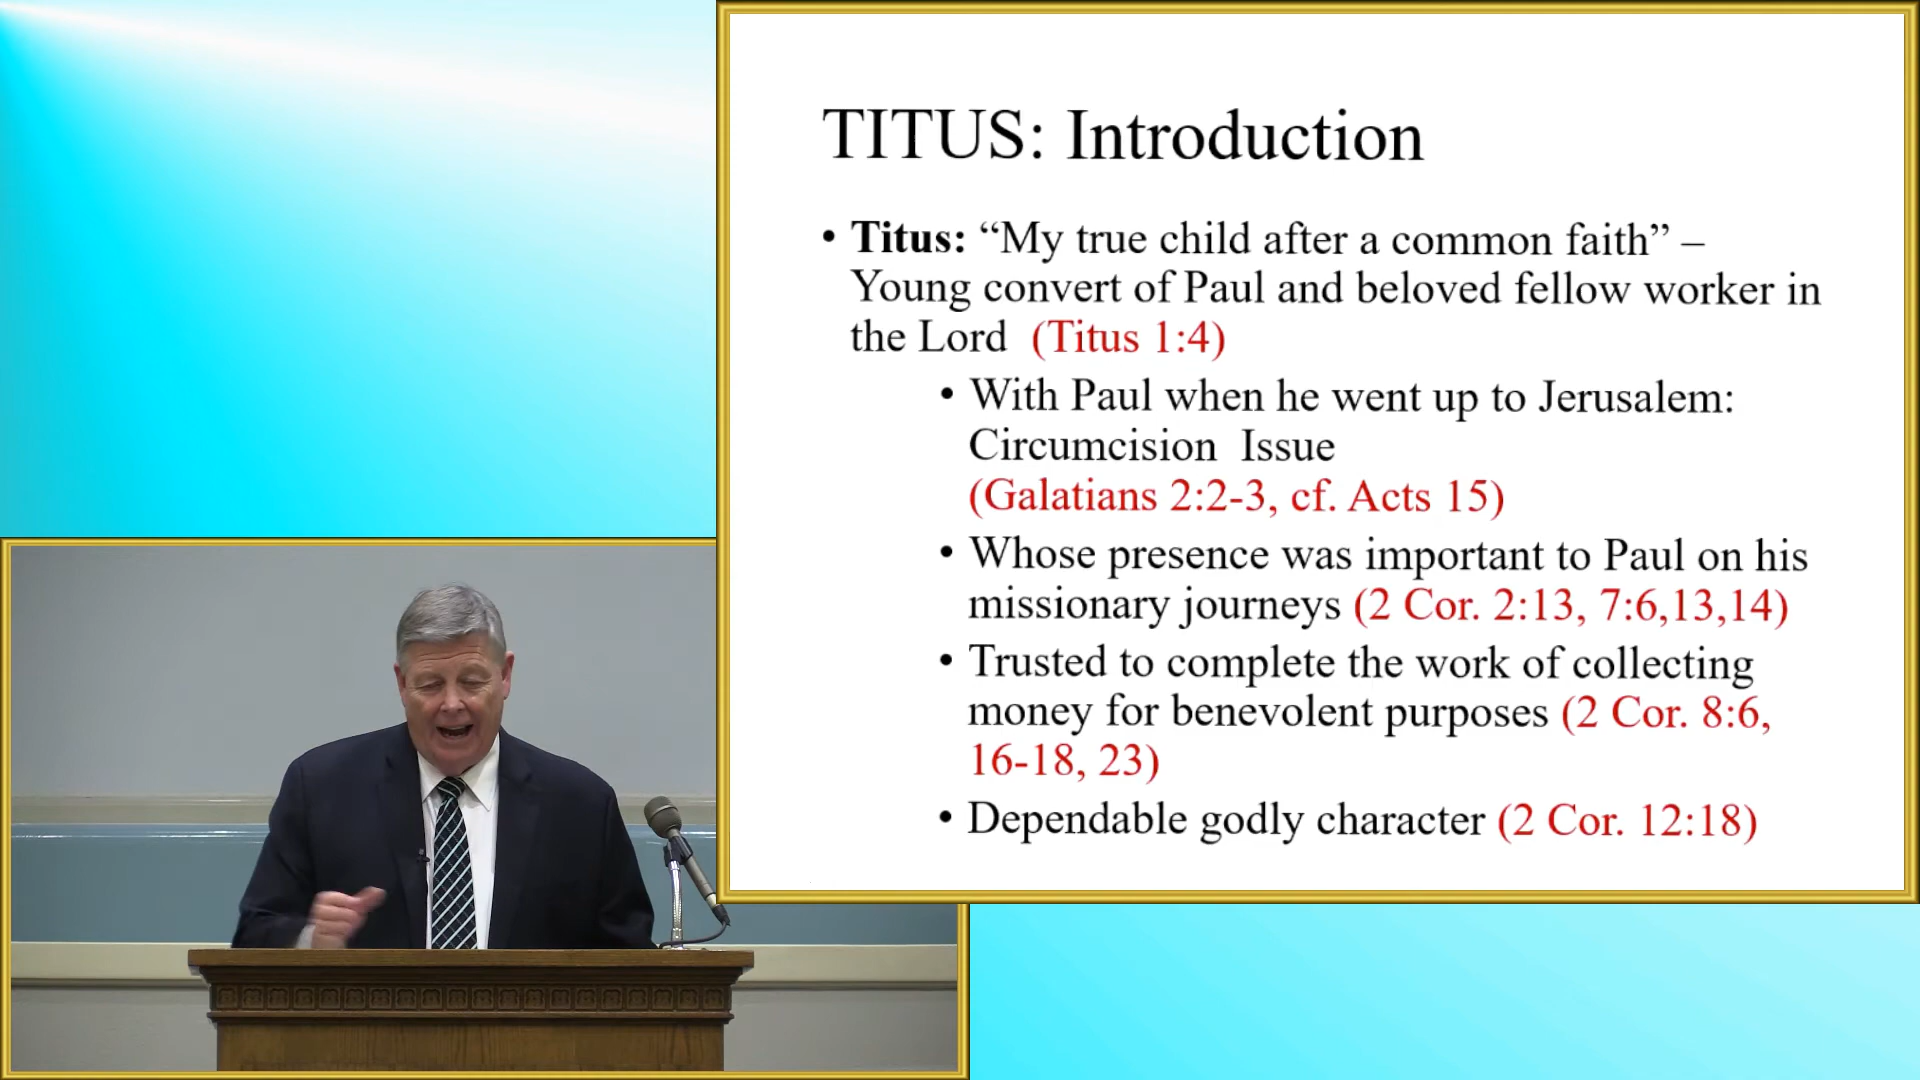 TITUS: Introduction
• Titus: “My true child after a common faith” –
Young convert of Paul and beloved fellow worker in
the Lord (Titus 1:4)
• With Paul when he went up to Jerusalem:
Circumcision Issue
(Galatians 2:2-3, cf. Acts 15)
• Whose presence was important to Paul on his
missionary journeys (2 Cor. 2:13, 7:6,13,14)
• Trusted to complete the work of collecting
money for benevolent purposes (2 Cor. 8:6,
16-18, 23)
• Dependable godly character (2 Cor. 12:18)